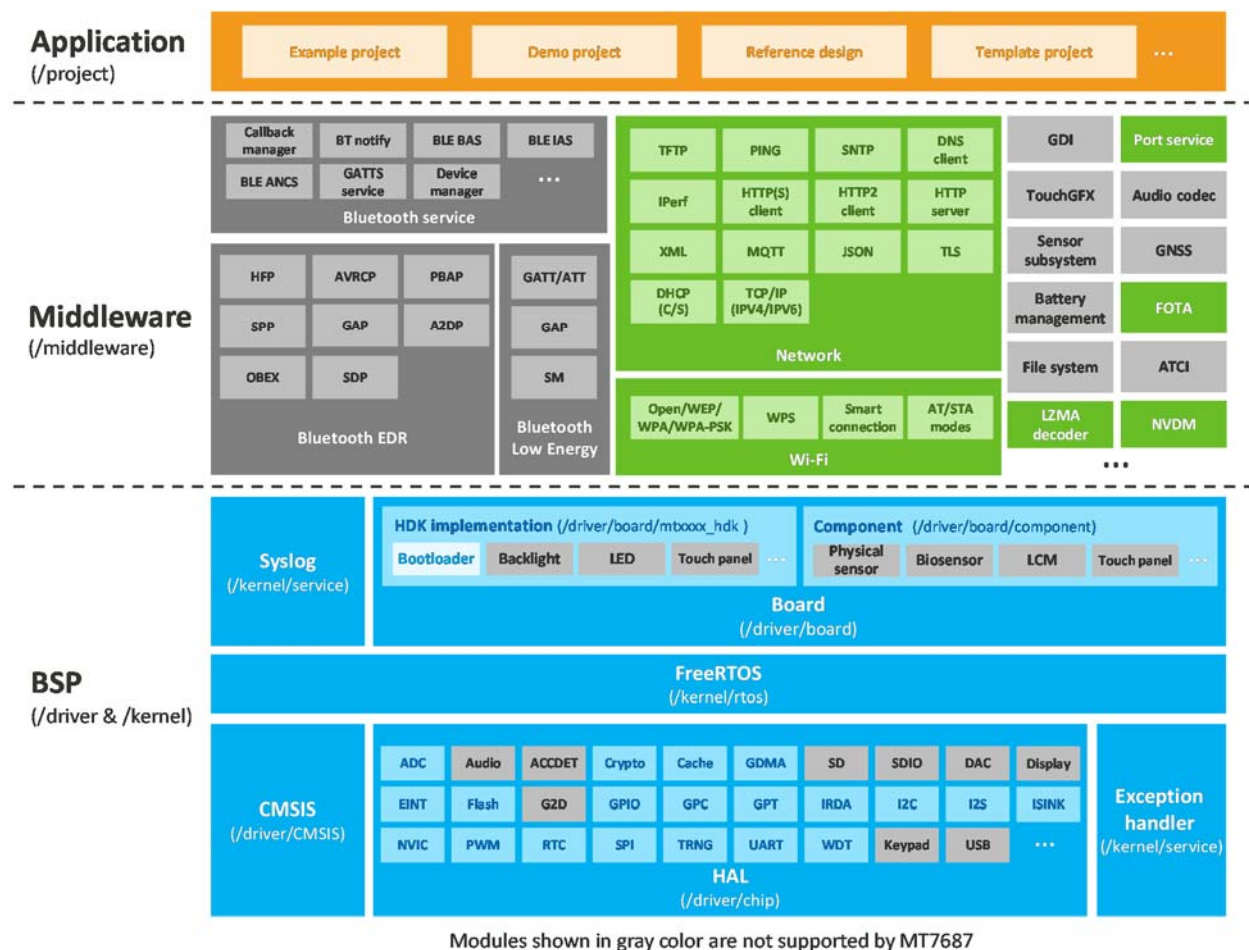 Application
(/project)
Example project
Demo project
Reference design
Template project
...
Middleware
(/middleware)
Callback
manager
BT notify
BLE BAS
BLE IAS
BLE ANCS
GATTS
service
Device
manager
...
Bluetooth service
HFP
AVRCP
PBAP
SPP
GAP
A2DP
OBEX
SDP
Bluetooth EDR
GATT/ATT
GAP
SM
Bluetooth
Low Energy
TFTP
PING
SNTP
DNS
client
IPerf
HTTP(S)
client
HTTP2
client
HTTP
server
XML
MQTT
JSON
TLS
DHCP
(C/S)
TCP/IP
(IPV4/IPV6)
Network
Open/WEP/
WPA/WPA-PSK
WPS
Smart
connection
AT/STA
modes
Wi-Fi
GDI
Port service
TouchGFX
Audio codec
Sensor
subsystem
GNSS
Battery
management
FOTA
File system
ATCI
LZMA
decoder
NVDM
...
BSP
(/driver & /kernel)
Syslog
(/kernel/service)
HDK implementation (/driver/board/mtxxxx_hdk )
Bootloader
Backlight
LED
Touch panel
...
Component (/driver/board/component)
Physical
sensor
Biosensor
LCM
Touch panel
...
Board
(/driver/board)
FreeRTOS
(/kernel/rtos)
CMSIS
(/driver/CMSIS)
ADC
Audio
ACCDET
Crypto
Cache
GDMA
SD
SDIO
DAC
Display
EINT
Flash
G2D
GPIO
GPC
GPT
IRDA
I2C
I2S
ISINK
NVIC
PWM
RTC
SPI
TRNG
UART
WDT
Keypad
USB
...
HAL
(/driver/chip)
Exception
handler
(/kernel/service)
Modules shown in gray color are not supported by MT7687